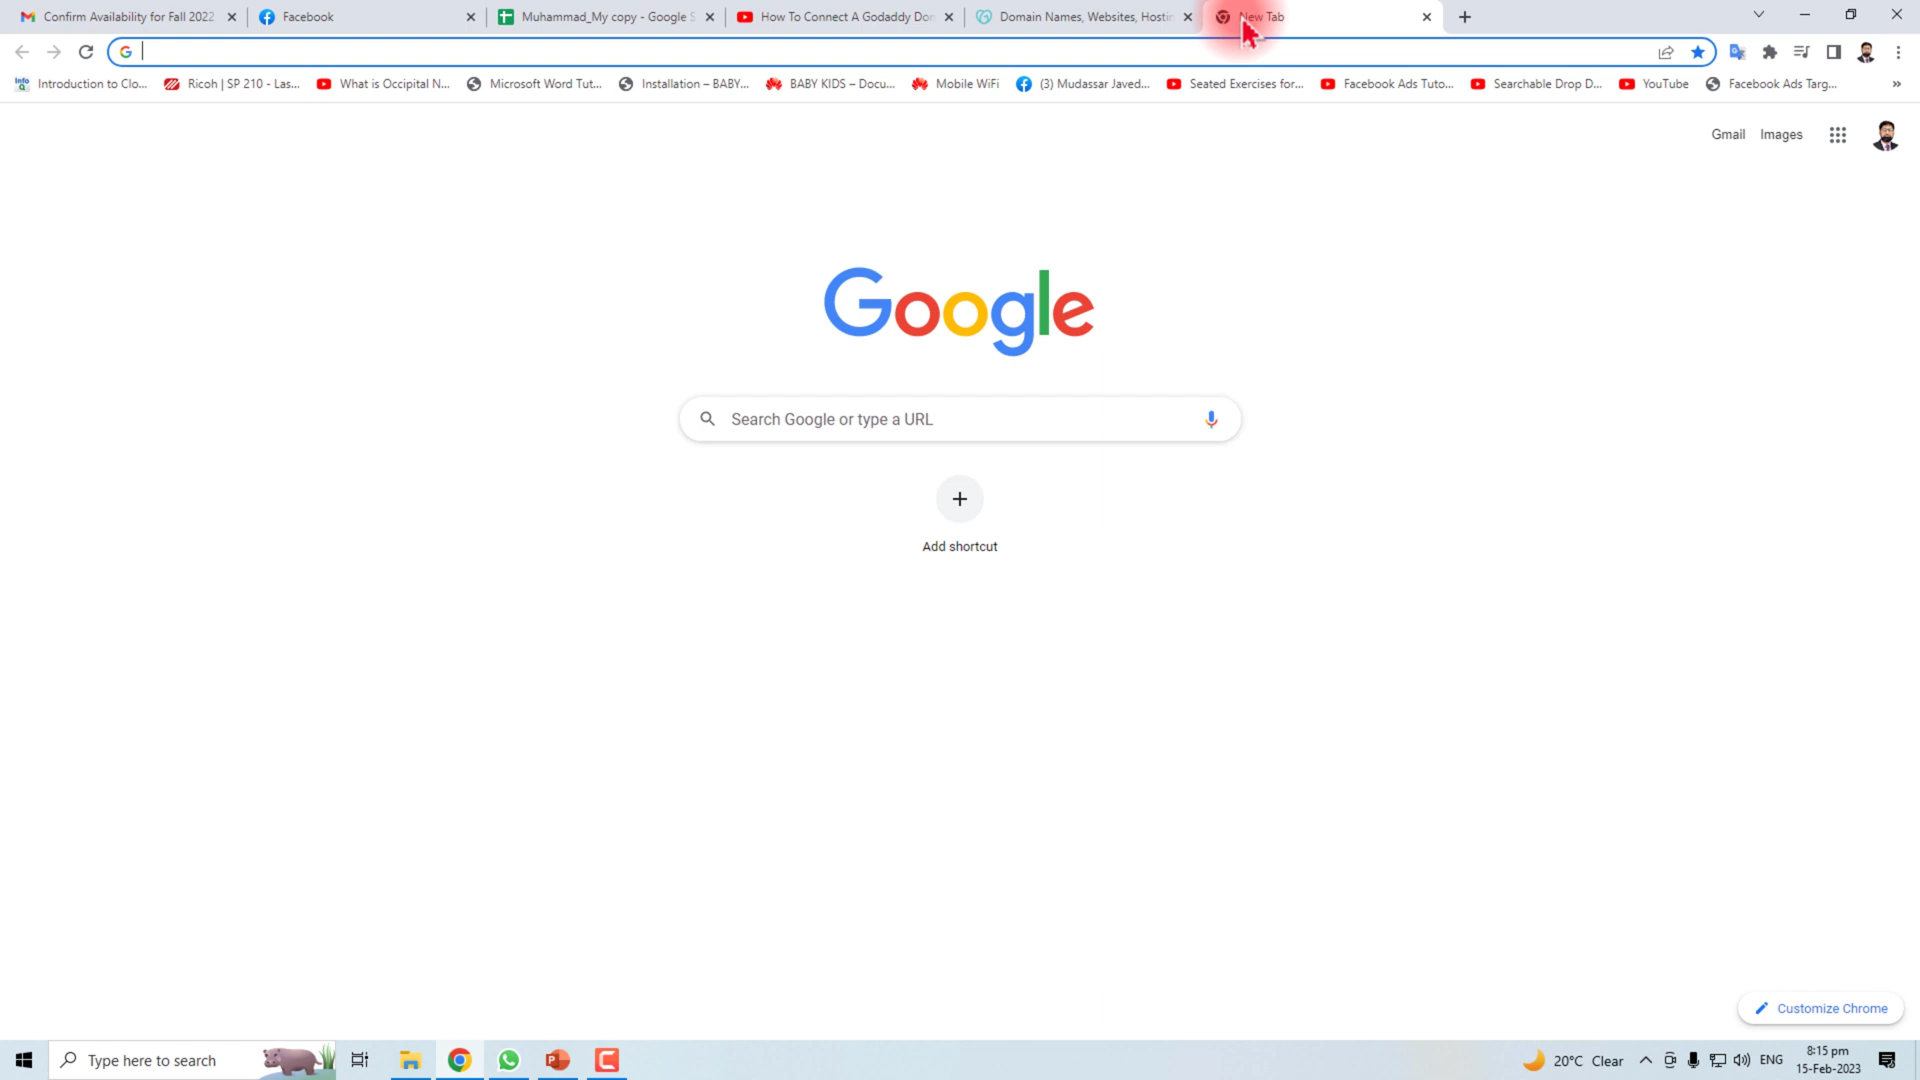 Confirm Availability for Fall 2022
Facebook
Muhammad_My copy - Google S
How To Connect A Godaddy Don
Domain Names, Websites, Hostin
New Tab
Introduction to Clo...
Ricoh | SP 210 - Las...
What is Occipital N...
Microsoft Word Tut...
Installation – BABY...
BABY KIDS – Docu...
Mobile WiFi
(3) Mudassar Javed...
Seated Exercises for...
Facebook Ads Tuto...
Searchable Drop D...
YouTube
Facebook Ads Targ...
»
Gmail
Images
Google
Search Google or type a URL
Add shortcut
Customize Chrome
Type here to search
20°C Clear
ENG
8:15 pm
15-Feb-2023